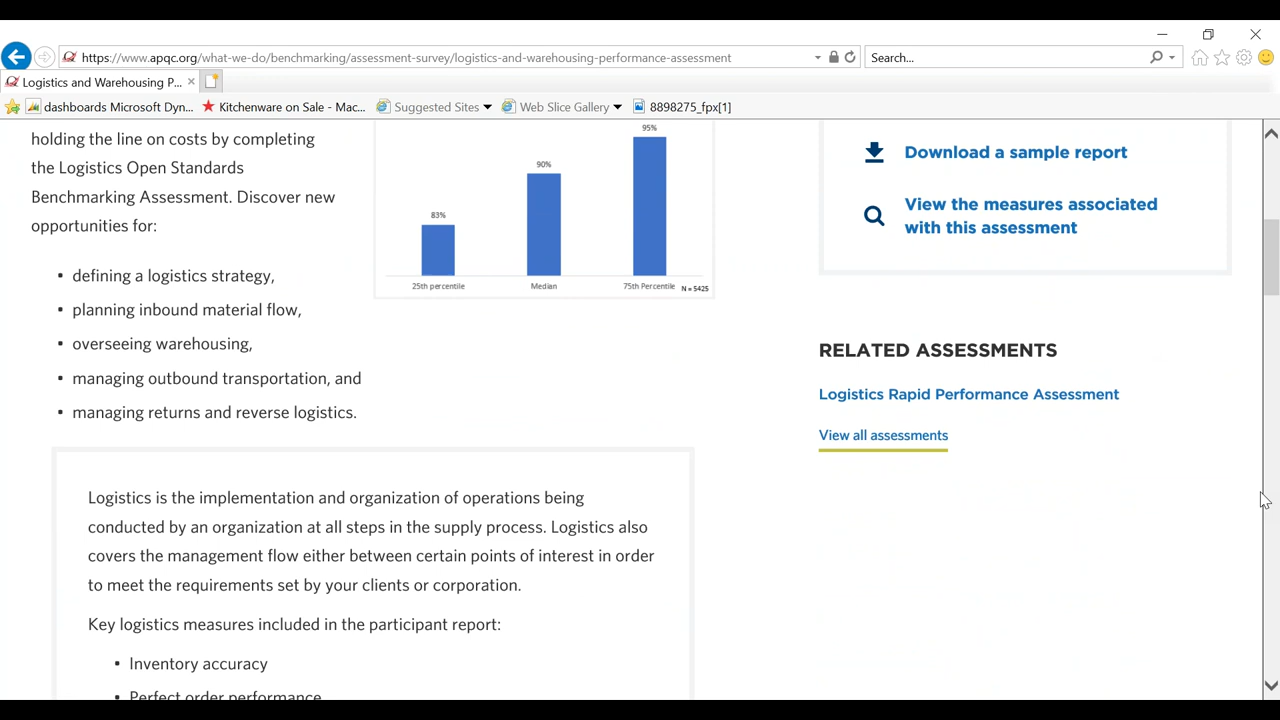 https://www.apqc.org/what-we-do/benchmarking/assessment-survey/logistics-and-warehousing-performance-assessment
Search...
Logistics and Warehousing P...
dashboards Microsoft Dyn...
Kitchenware on Sale - Mac...
Suggested Sites
Web Slice Gallery
8898275_fpx[1]
holding the line on costs by completing
the Logistics Open Standards
Benchmarking Assessment. Discover new
opportunities for:
• defining a logistics strategy,
• planning inbound material flow,
• overseeing warehousing,
• managing outbound transportation, and
• managing returns and reverse logistics.
83%
90%
95%
25th percentile
Median
75th Percentile
N = 5425
Download a sample report
View the measures associated
with this assessment
RELATED ASSESSMENTS
Logistics Rapid Performance Assessment
View all assessments
Logistics is the implementation and organization of operations being
conducted by an organization at all steps in the supply process. Logistics also
covers the management flow either between certain points of interest in order
to meet the requirements set by your clients or corporation.
Key logistics measures included in the participant report:
• Inventory accuracy
• Perfect order performance